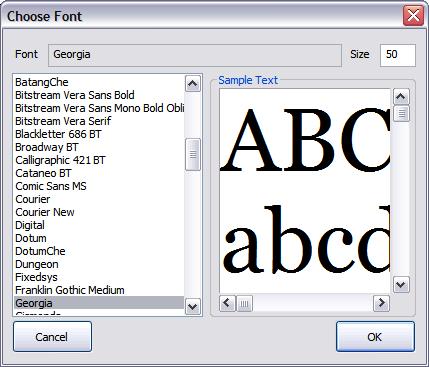 Choose Font
Font Georgia Size 50
BatangChe
Bitstream Vera Sans Bold
Bitstream Vera Sans Mono Bold Obli
Bitstream Vera Serif
Blackletter 686 BT
Broadway BT
Calligraphic 421 BT
Cataneo BT
Comic Sans MS
Courier
Courier New
Digital
Dotum
DotumChe
Dungeon
Fixedsys
Franklin Gothic Medium
Georgia
Sample Text
ABC
abcd
Cancel
OK